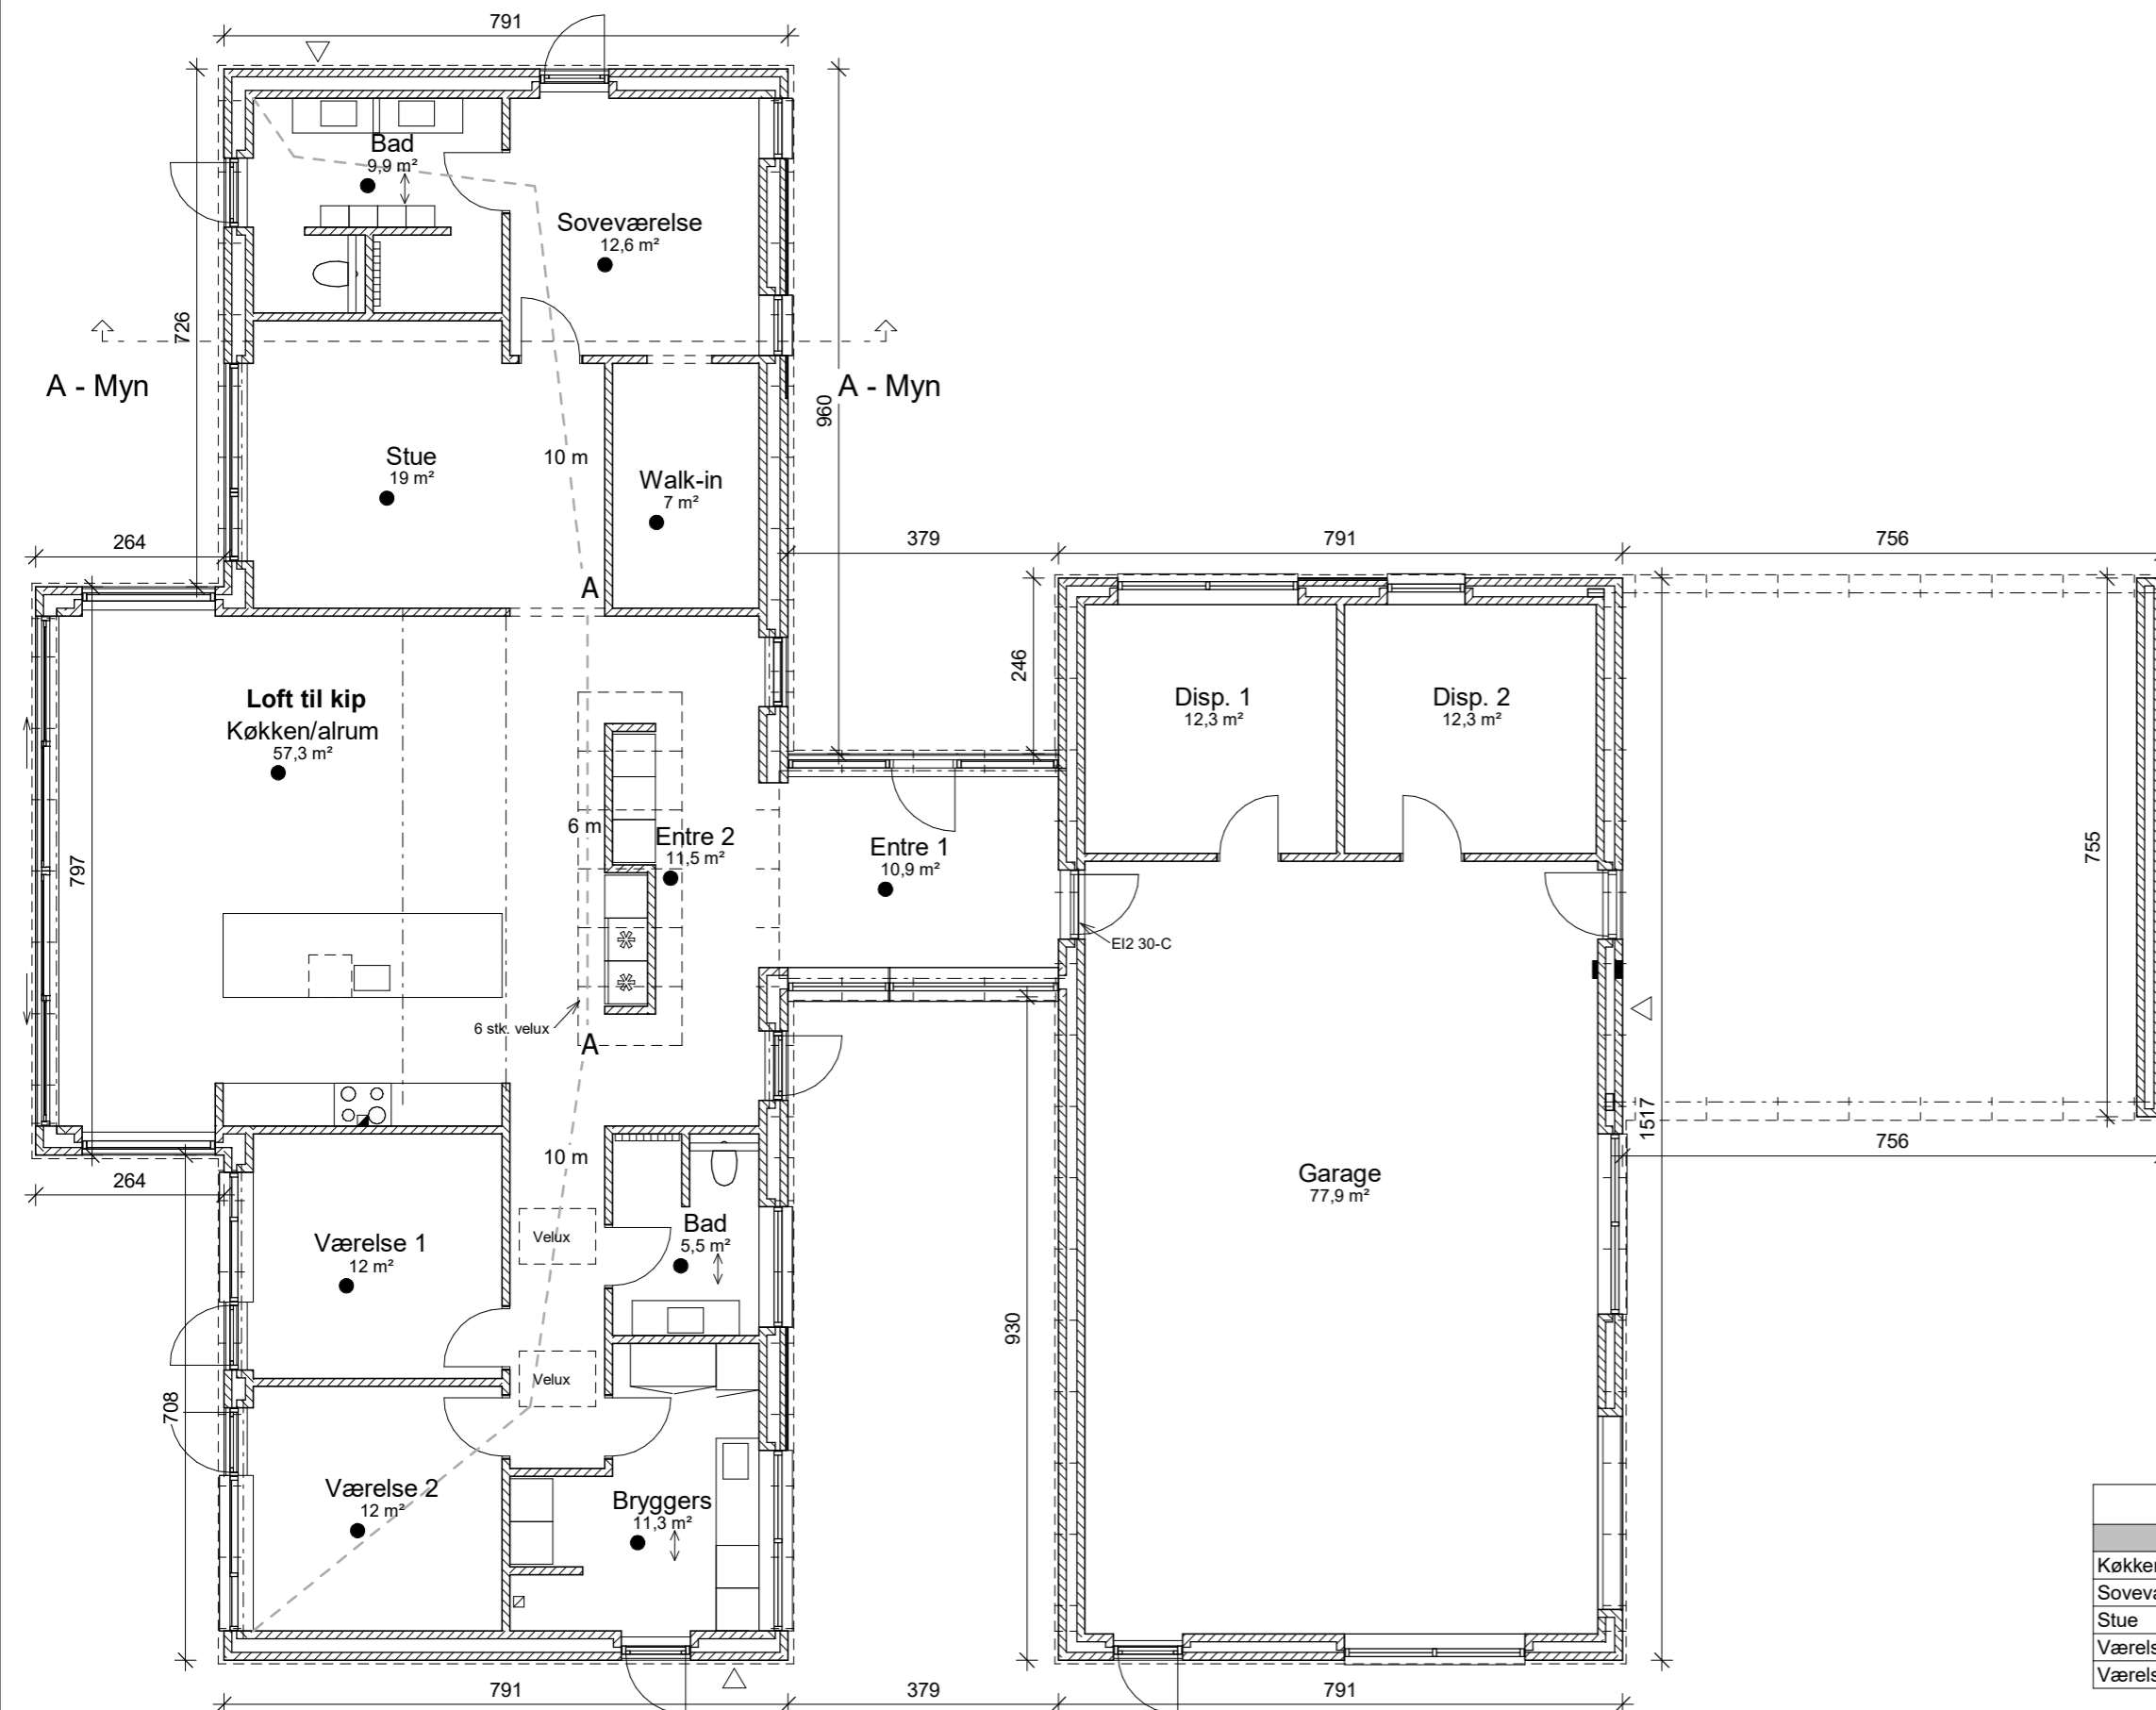 791
Bad
9,9 m²
Soveværelse
12,6 m²
726
960
A - Myn
A - Myn
Stue
19 m²
10 m
Walk-in
7 m²
264
379
791
756
A
246
Loft til kip
Køkken/alrum
57,3 m²
Disp. 1
12,3 m²
Disp. 2
12,3 m²
6 m
Entre 2
11,5 m²
Entre 1
10,9 m²
797
755
EI2 30-C
6 stk. velux
A
1517
10 m
756
264
Garage
77,9 m²
Værelse 1
12 m²
Velux
Bad
5,5 m²
930
Velux
708
Værelse 2
12 m²
Bryggers
11,3 m²
Køkken
Soveva
Stue
Værels
Værels
791
379
791